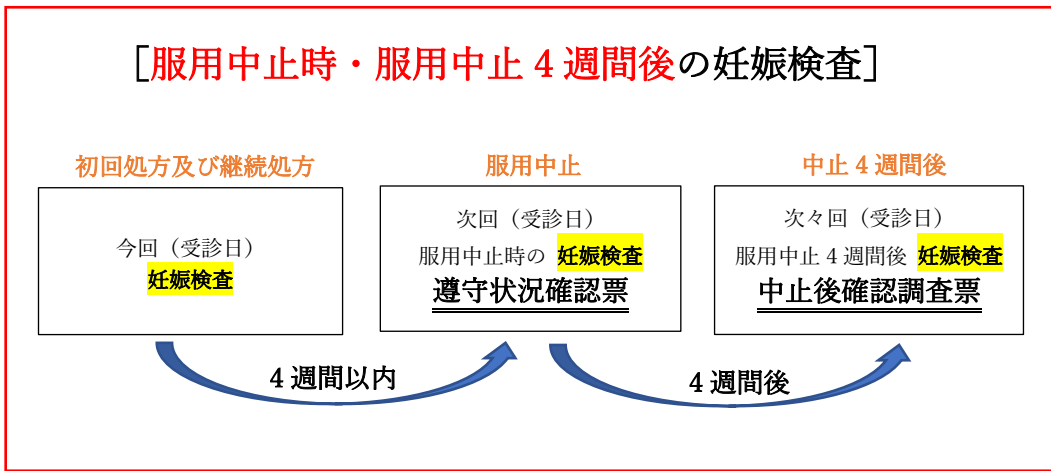 [服用中止時・服用中止４週間後の妊娠検査]
初回処方及び継続処方
今回（受診日）
妊娠検査
服用中止
次回（受診日）
服用中止時の 妊娠検査
遵守状況確認票
中止４週間後
次々回（受診日）
服用中止４週間後 妊娠検査
中止後確認調査票
４週間以内
４週間後